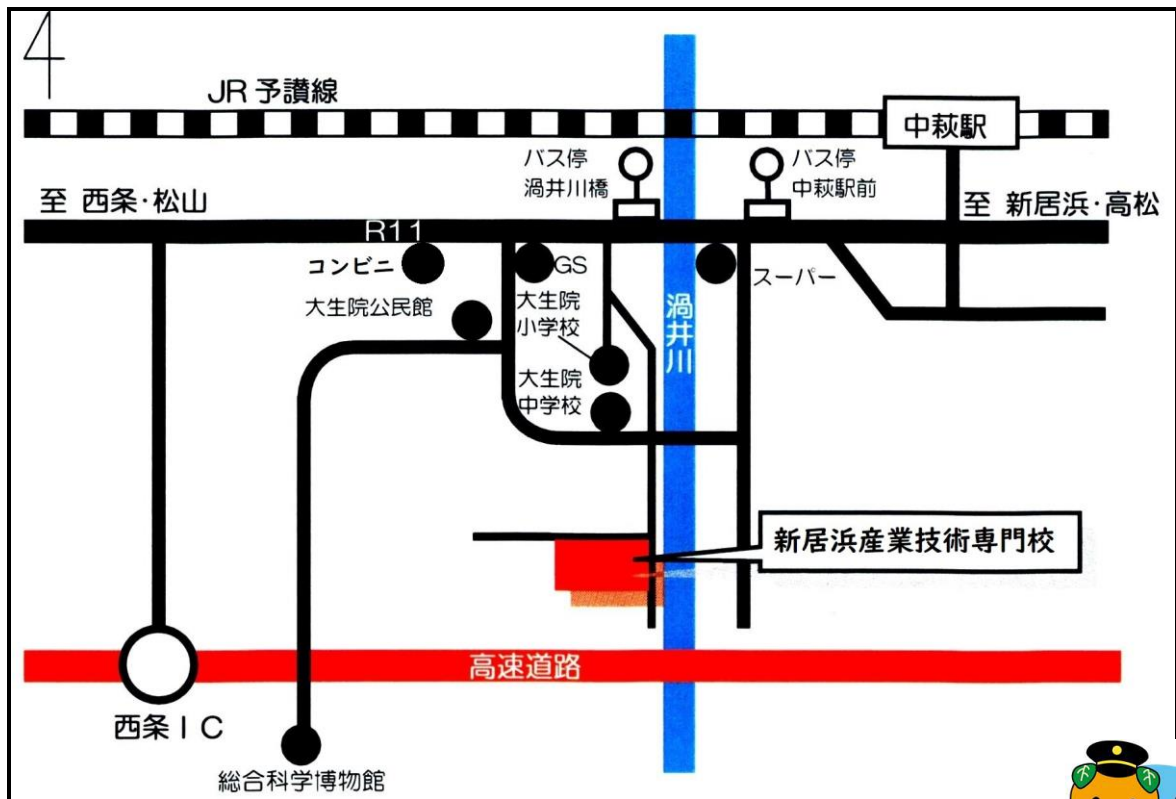 4
JR 予讃線
中萩駅
バス停
渦井川橋
バス停
中萩駅前
至 西条・松山
至 新居浜・高松
R11
コンビニ
GS
スーパー
大生院公民館
大生院
小学校
渦井川
大生院
中学校
新居浜産業技術専門校
高速道路
西条IC
総合科学博物館